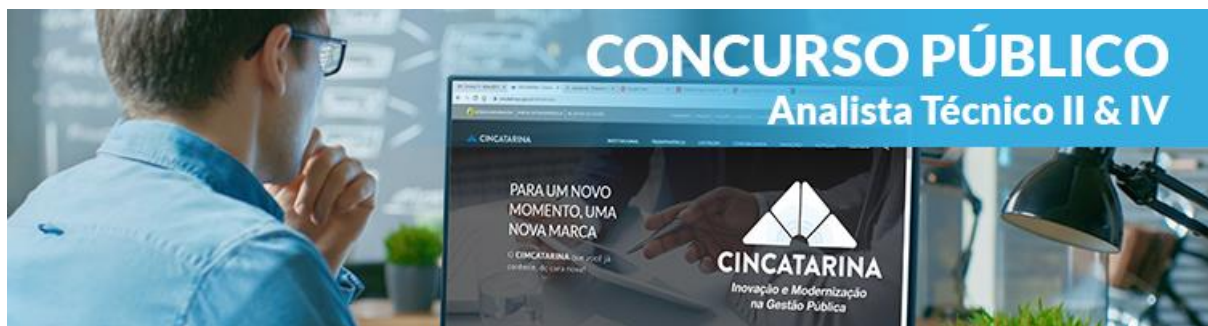 CONCURSO PÚBLICO
Analista Técnico II & IV
CINCATARINA
PARA UM NOVO
MOMENTO, UMA
NOVA MARCA
O CIMCATARINA que você já
conhece, de cara nova!
CINCATARINA
Inovação e Modernização
na Gestão Pública